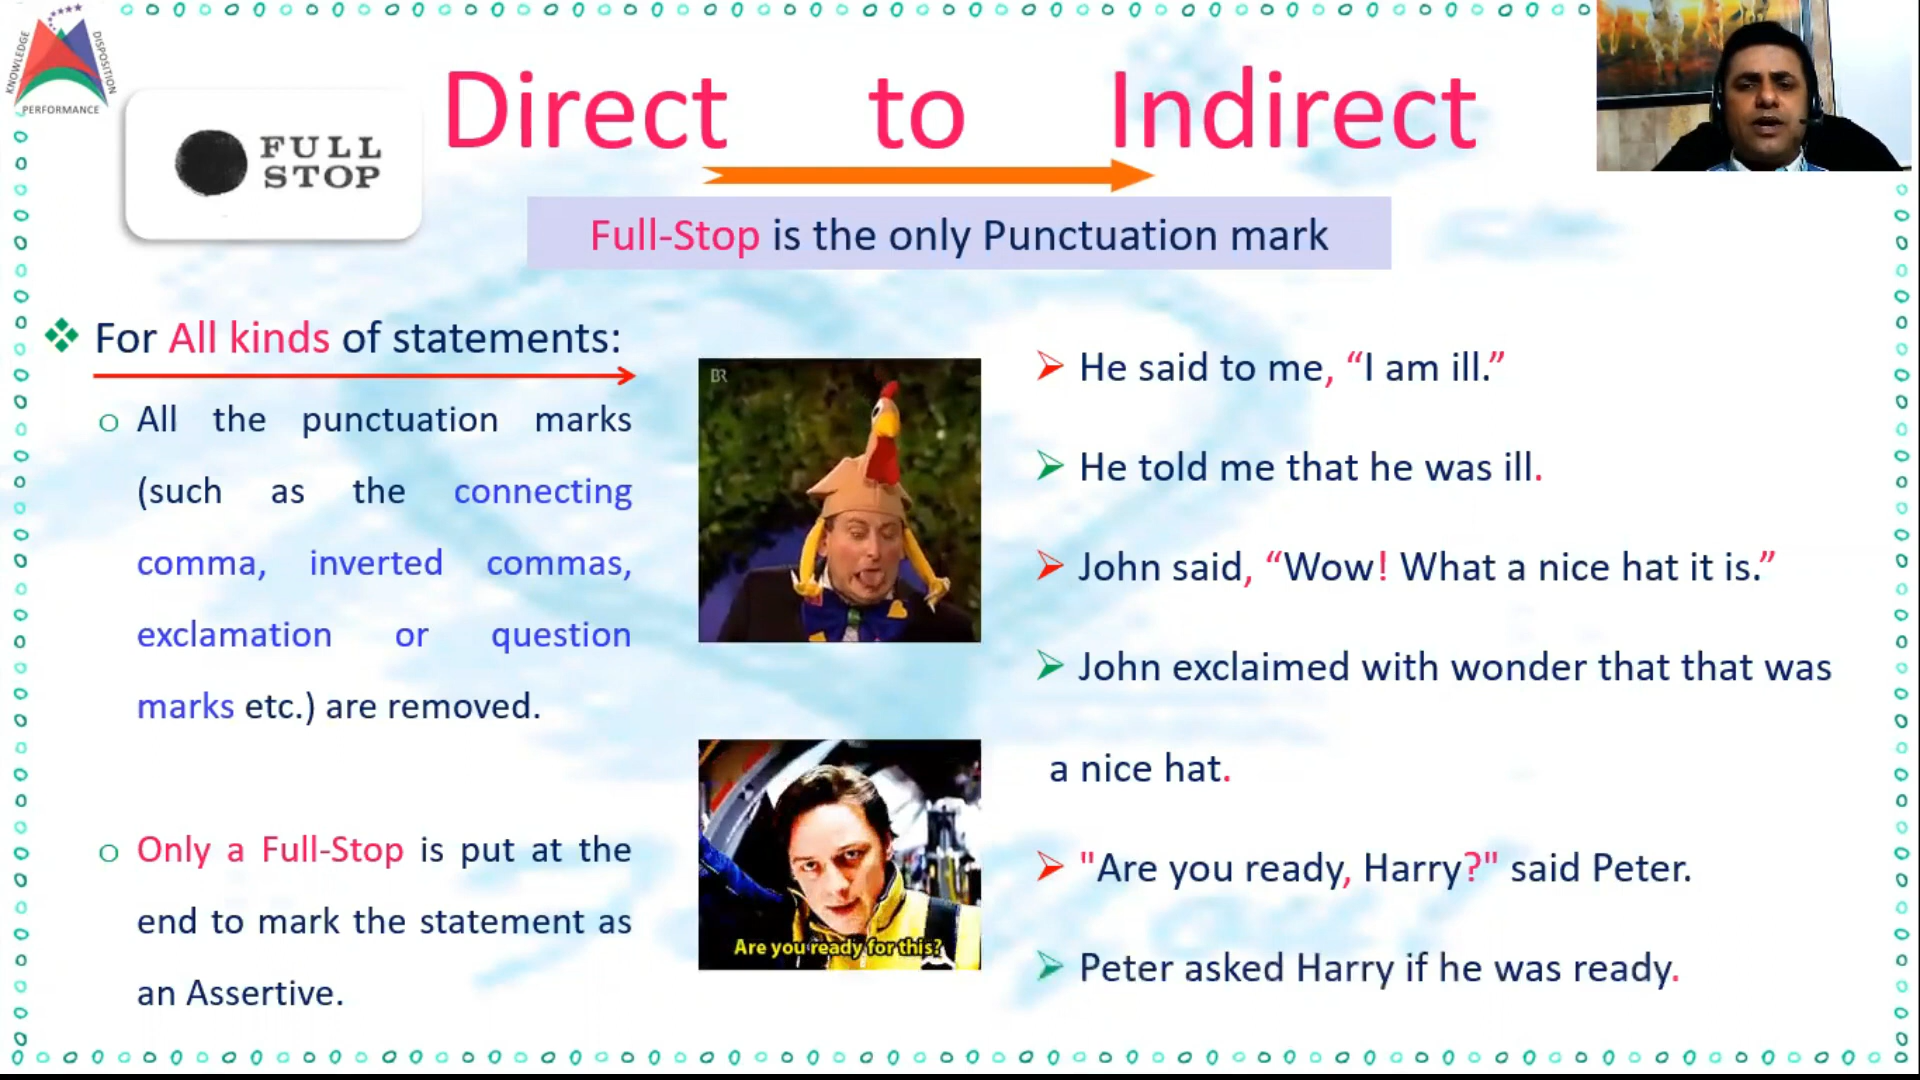 KNOWLEDGE
DISPOSITION
PERFORMANCE
FULL
STOP
Direct to Indirect
Full-Stop is the only Punctuation mark
For All kinds of statements:
o All the punctuation marks
(such as the connecting
comma, inverted commas,
exclamation or question
marks etc.) are removed.
o Only a Full-Stop is put at the
end to mark the statement as
an Assertive.
BR
Are you ready for this?
He said to me, “I am ill.”
He told me that he was ill.
John said, “Wow! What a nice hat it is.”
John exclaimed with wonder that that was
a nice hat.
"Are you ready, Harry?" said Peter.
Peter asked Harry if he was ready.